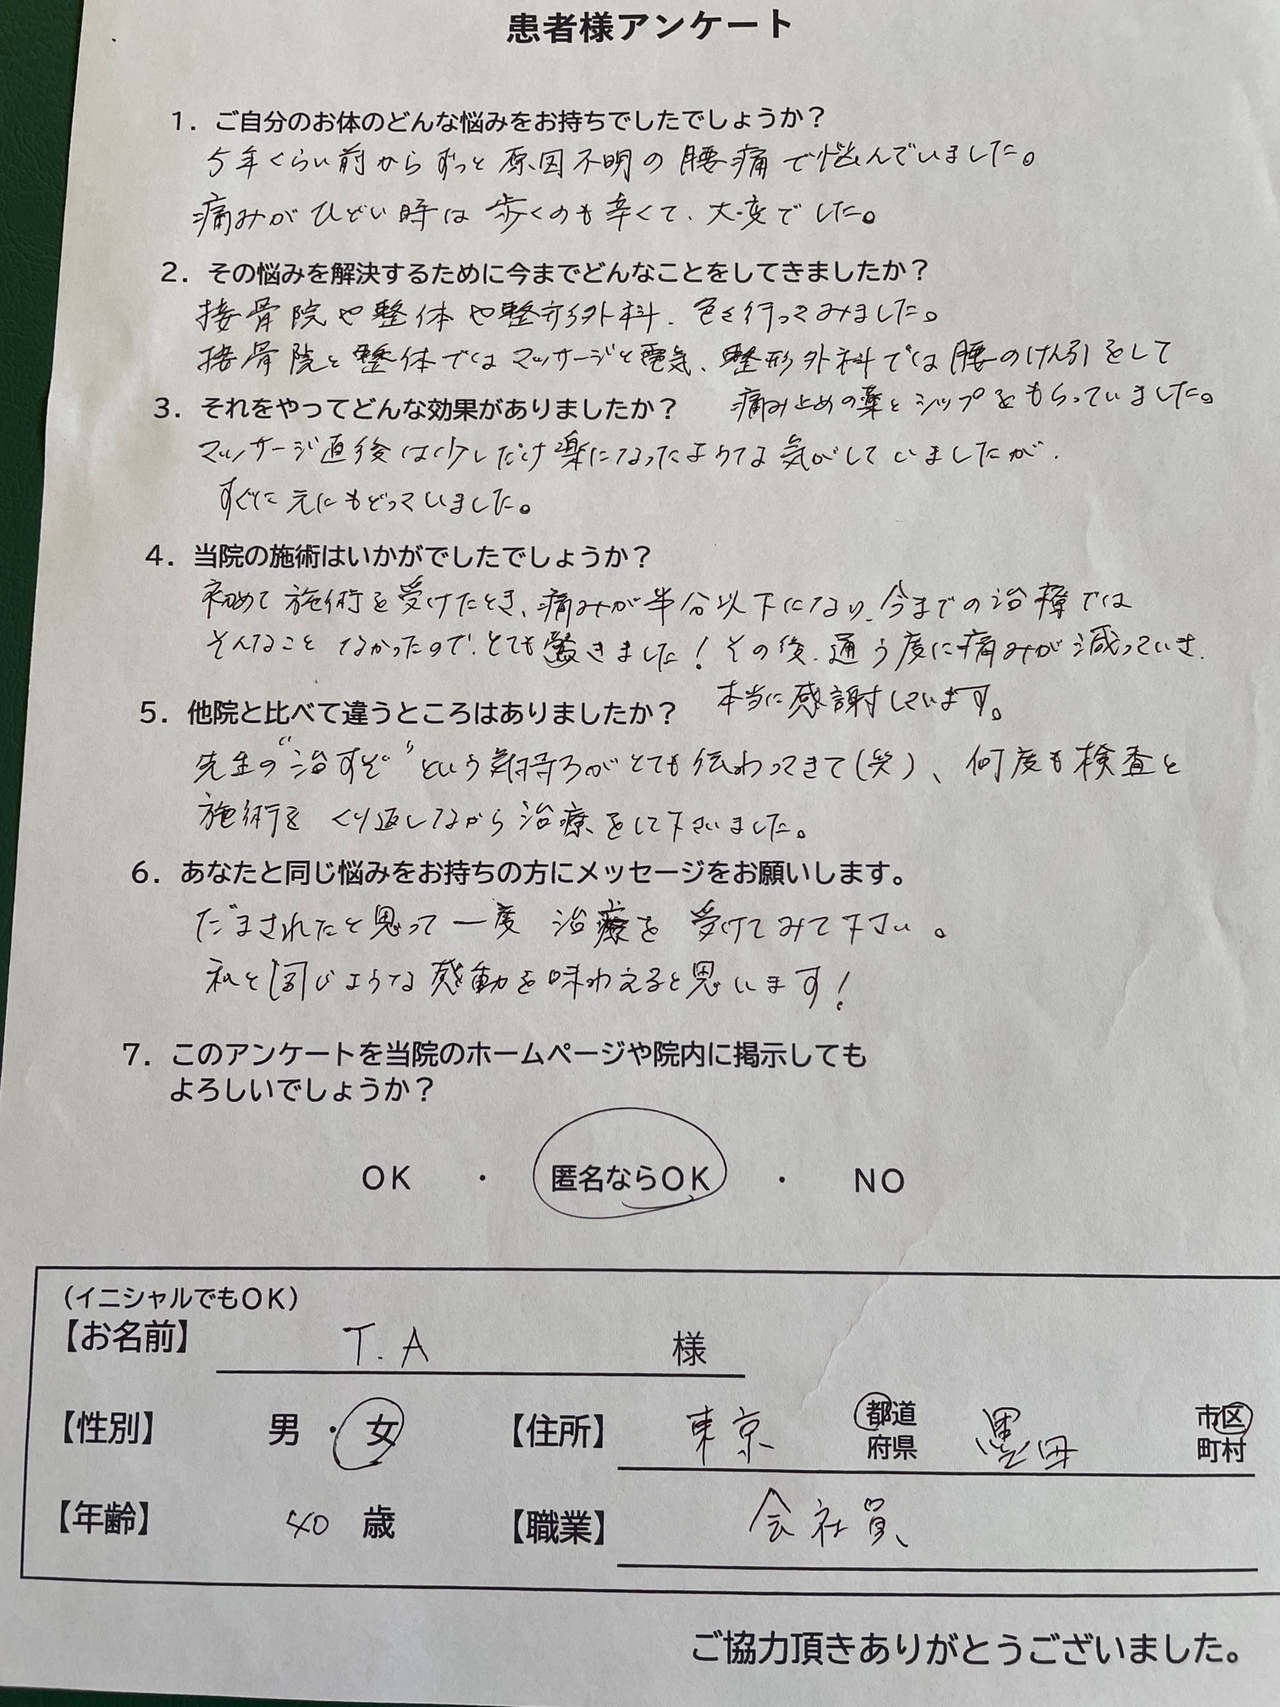 患者様アンケート
1．ご自分のお体のどんな悩みをお持ちでしたでしょうか？
5年くらい前からずっと原因不明の腰痛で悩んでいました。
痛みがひどい時は歩くのも辛くて、大変でした。
2．その悩みを解決するために今までどんなことをしてきましたか？
接骨院や整体や整形外科、色々行ってみました。
接骨院と整体ではマッサージと電気、整形外科では腰のけん引をして
痛み止めの薬とシップをもらっていました。
3．それをやってどんな効果がありましたか？
マッサージ直後は少しだけ楽になったような気がしていましたが、
すぐに元にもどっていました。
4．当院の施術はいかがでしたでしょうか？
初めて施術を受けたとき、痛みが半分以下になり、今までの治療では
そんなことなかったので、とても驚きました！その後、通う度に痛みが減っていき、
本当に感謝しています。
5．他院と比べて違うところはありましたか？
先生の“治すぞ”という気持ちがとても伝わってきて(笑)、何度も検査と
施術をくり返しながら治療をして下さいました。
6．あなたと同じ悩みをお持ちの方にメッセージをお願いします。
だまされたと思って一度治療を受けてみて下さい。
私と同じような感動を味わえると思います！
7．このアンケートを当院のホームページや院内に掲示しても
よろしいでしょうか？
OK ・ 匿名ならOK ・ NO
（イニシャルでもOK）
【お名前】 T.A 様
【性別】 男・女 【住所】 東京 都道府県 墨田 市区町村
【年齢】 40 歳 【職業】 会社員
ご協力頂きありがとうございました。